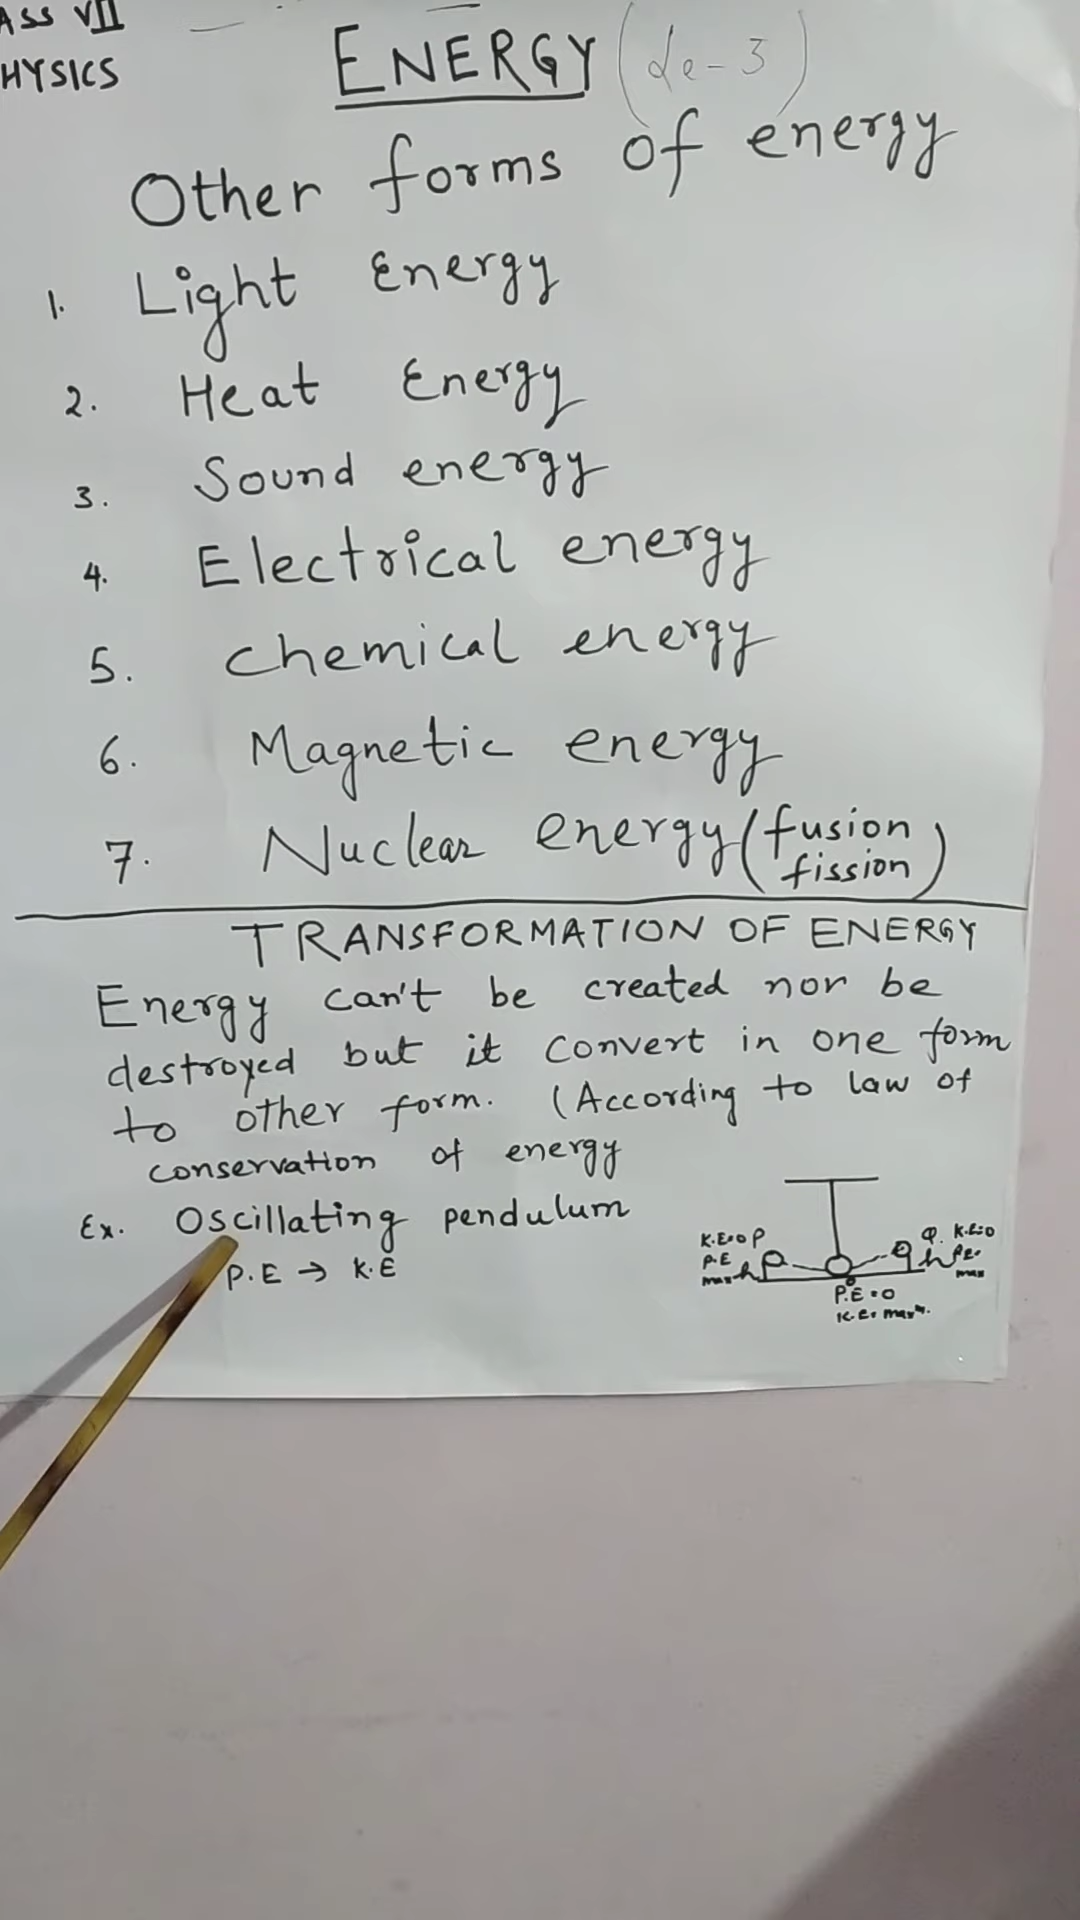 ASS VII
HYSICS
ENERGY (Le-3)
Other forms of energy
1. Light Energy
2. Heat Energy
3. Sound energy
4. Electrical energy
5. Chemical energy
6. Magnetic energy
7. Nuclear energy (fusion
fission)
TRANSFORMATION OF ENERGY
Energy can't be created nor be
destroyed but it convert in one form
to other form. (According to law of
conservation of energy
Ex. Oscillating pendulum
P.E → K.E
K.E=0 P
P.E
max h
Q. K.E=0
h P.E=
max
P.E=0
K.E= maxm.